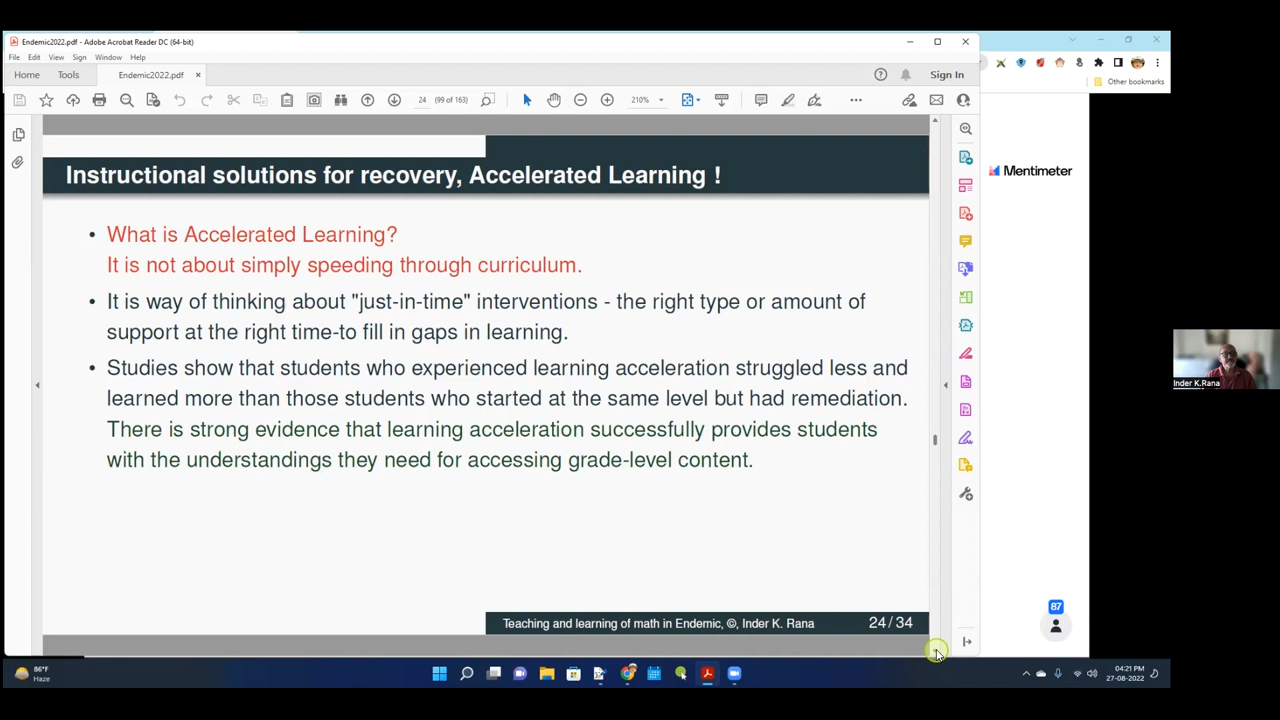 Endemic2022.pdf - Adobe Acrobat Reader DC (64-bit)
File Edit View Sign Window Help
Home Tools Endemic2022.pdf × Sign In
24 (99 of 163) 210%
Other bookmarks
Mentimeter
Instructional solutions for recovery, Accelerated Learning !
• What is Accelerated Learning?
It is not about simply speeding through curriculum.
• It is way of thinking about "just-in-time" interventions - the right type or amount of
support at the right time-to fill in gaps in learning.
• Studies show that students who experienced learning acceleration struggled less and
learned more than those students who started at the same level but had remediation.
There is strong evidence that learning acceleration successfully provides students
with the understandings they need for accessing grade-level content.
Teaching and learning of math in Endemic, ©, Inder K. Rana 24 / 34
Inder K.Rana
87
86°F
Haze
04:21 PM
27-08-2022